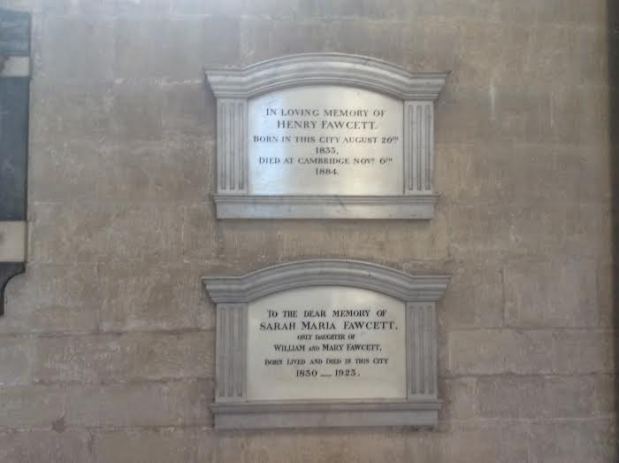 IN LOVING MEMORY OF
HENRY FAWCETT.
BORN IN THIS CITY AUGUST 26TH
1833,
DIED AT CAMBRIDGE NOVR 6TH
1884.
TO THE DEAR MEMORY OF
SARAH MARIA FAWCETT,
ONLY DAUGHTER OF
WILLIAM AND MARY FAWCETT,
BORN LIVED AND DIED IN THIS CITY
1830 — 1923.